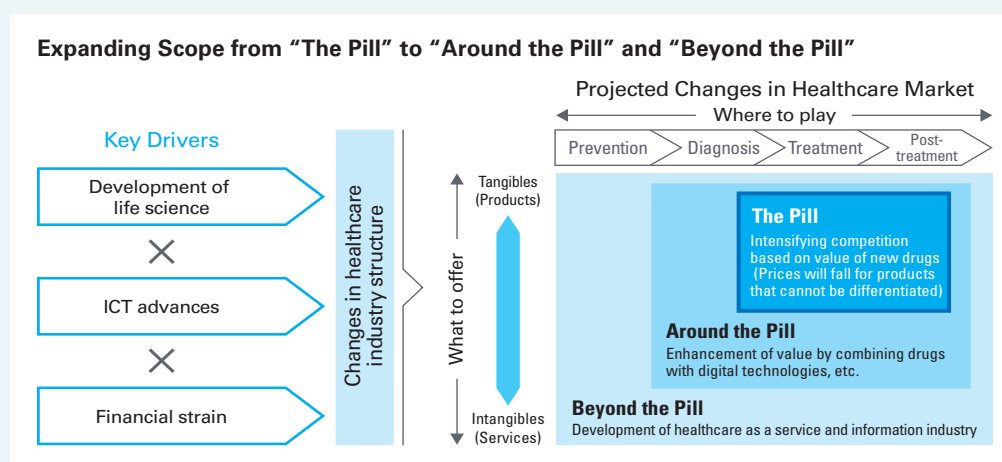 Expanding Scope from “The Pill” to “Around the Pill” and “Beyond the Pill”
Key Drivers
Development of
life science
ICT advances
Financial strain
Changes in healthcare
industry structure
What to offer
Tangibles
(Products)
Intangibles
(Services)
Projected Changes in Healthcare Market
Where to play
Prevention
Diagnosis
Treatment
Post-
treatment
The Pill
Intensifying competition
based on value of new drugs
(Prices will fall for products
that cannot be differentiated)
Around the Pill
Enhancement of value by combining drugs
with digital technologies, etc.
Beyond the Pill
Development of healthcare as a service and information industry